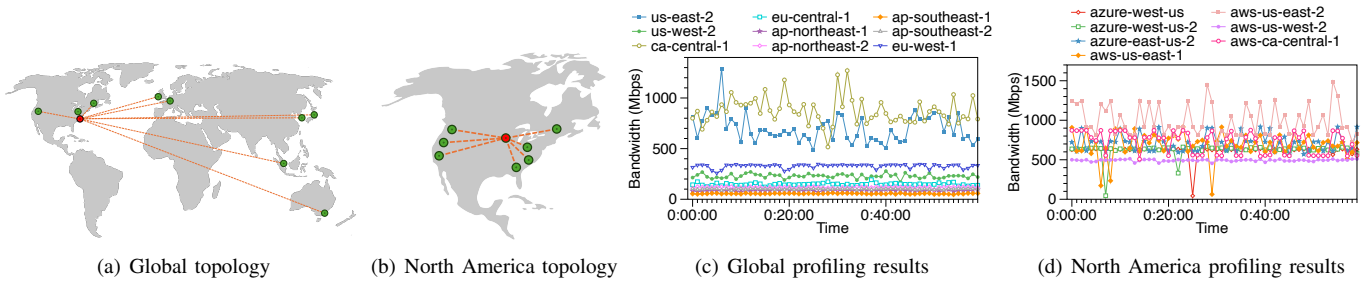 us-east-2
us-west-2
ca-central-1
eu-central-1
ap-northeast-1
ap-northeast-2
ap-southeast-1
ap-southeast-2
eu-west-1
Bandwidth (Mbps)
1000
500
0
0:00:00
0:20:00
0:40:00
Time
azure-west-us
azure-west-us-2
azure-east-us-2
aws-us-east-1
aws-us-east-2
aws-us-west-2
aws-ca-central-1
Bandwidth (Mbps)
1500
1000
500
0
0:00:00
0:20:00
0:40:00
Time
(a) Global topology
(b) North America topology
(c) Global profiling results
(d) North America profiling results